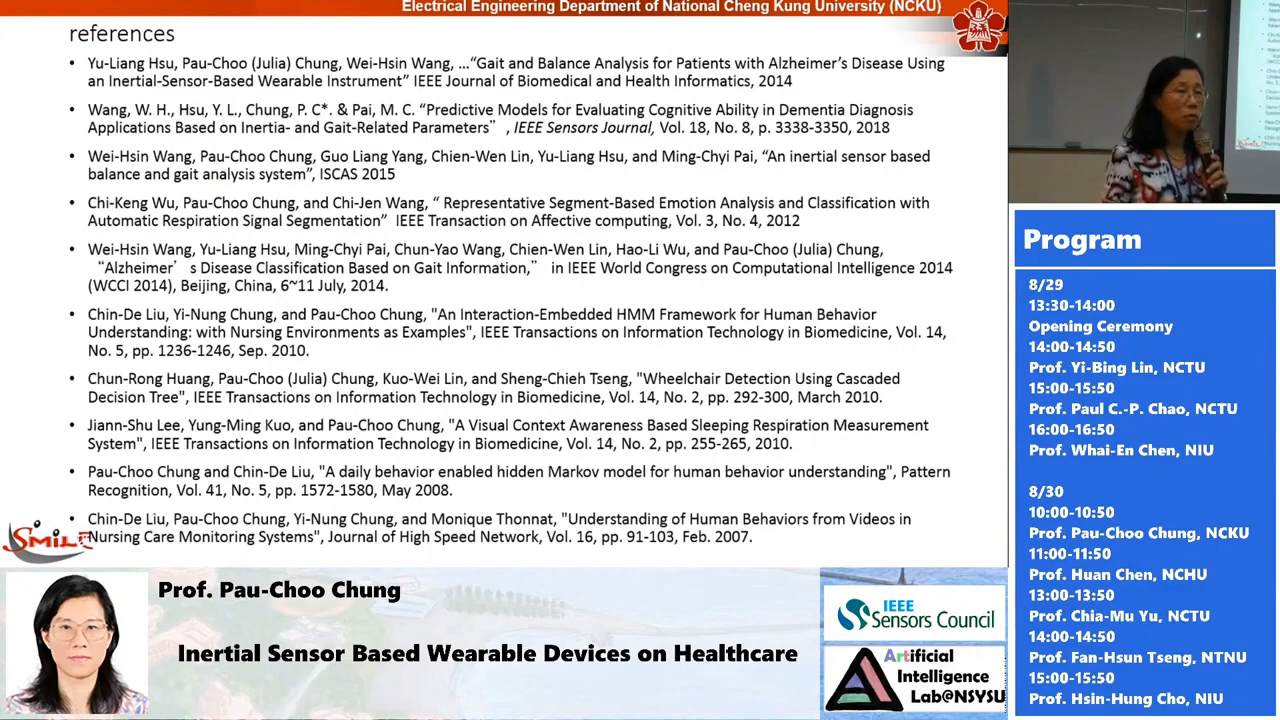 Electrical Engineering Department of National Cheng Kung University (NCKU)
references
• Yu-Liang Hsu, Pau-Choo (Julia) Chung, Wei-Hsin Wang, …“Gait and Balance Analysis for Patients with Alzheimer’s Disease Using
an Inertial-Sensor-Based Wearable Instrument” IEEE Journal of Biomedical and Health Informatics, 2014
• Wang, W. H., Hsu, Y. L., Chung, P. C*. & Pai, M. C. “Predictive Models for Evaluating Cognitive Ability in Dementia Diagnosis
Applications Based on Inertia- and Gait-Related Parameters” , IEEE Sensors Journal, Vol. 18, No. 8, p. 3338-3350, 2018
• Wei-Hsin Wang, Pau-Choo Chung, Guo Liang Yang, Chien-Wen Lin, Yu-Liang Hsu, and Ming-Chyi Pai, “An inertial sensor based
balance and gait analysis system”, ISCAS 2015
• Chi-Keng Wu, Pau-Choo Chung, and Chi-Jen Wang, “ Representative Segment-Based Emotion Analysis and Classification with
Automatic Respiration Signal Segmentation” IEEE Transaction on Affective computing, Vol. 3, No. 4, 2012
• Wei-Hsin Wang, Yu-Liang Hsu, Ming-Chyi Pai, Chun-Yao Wang, Chien-Wen Lin, Hao-Li Wu, and Pau-Choo (Julia) Chung,
“Alzheimer’ s Disease Classification Based on Gait Information,” in IEEE World Congress on Computational Intelligence 2014
(WCCI 2014), Beijing, China, 6~11 July, 2014.
• Chin-De Liu, Yi-Nung Chung, and Pau-Choo Chung, "An Interaction-Embedded HMM Framework for Human Behavior
Understanding: with Nursing Environments as Examples", IEEE Transactions on Information Technology in Biomedicine, Vol. 14,
No. 5, pp. 1236-1246, Sep. 2010.
• Chun-Rong Huang, Pau-Choo (Julia) Chung, Kuo-Wei Lin, and Sheng-Chieh Tseng, "Wheelchair Detection Using Cascaded
Decision Tree", IEEE Transactions on Information Technology in Biomedicine, Vol. 14, No. 2, pp. 292-300, March 2010.
• Jiann-Shu Lee, Yung-Ming Kuo, and Pau-Choo Chung, "A Visual Context Awareness Based Sleeping Respiration Measurement
System", IEEE Transactions on Information Technology in Biomedicine, Vol. 14, No. 2, pp. 255-265, 2010.
• Pau-Choo Chung and Chin-De Liu, "A daily behavior enabled hidden Markov model for human behavior understanding", Pattern
Recognition, Vol. 41, No. 5, pp. 1572-1580, May 2008.
• Chin-De Liu, Pau-Choo Chung, Yi-Nung Chung, and Monique Thonnat, "Understanding of Human Behaviors from Videos in
Nursing Care Monitoring Systems", Journal of High Speed Network, Vol. 16, pp. 91-103, Feb. 2007.
SMILE
Prof. Pau-Choo Chung
Inertial Sensor Based Wearable Devices on Healthcare
IEEE
Sensors Council
Artificial
Intelligence
Lab@NSYSU
Program
8/29
13:30-14:00
Opening Ceremony
14:00-14:50
Prof. Yi-Bing Lin, NCTU
15:00-15:50
Prof. Paul C.-P. Chao, NCTU
16:00-16:50
Prof. Whai-En Chen, NIU
8/30
10:00-10:50
Prof. Pau-Choo Chung, NCKU
11:00-11:50
Prof. Huan Chen, NCHU
13:00-13:50
Prof. Chia-Mu Yu, NCTU
14:00-14:50
Prof. Fan-Hsun Tseng, NTNU
15:00-15:50
Prof. Hsin-Hung Cho, NIU